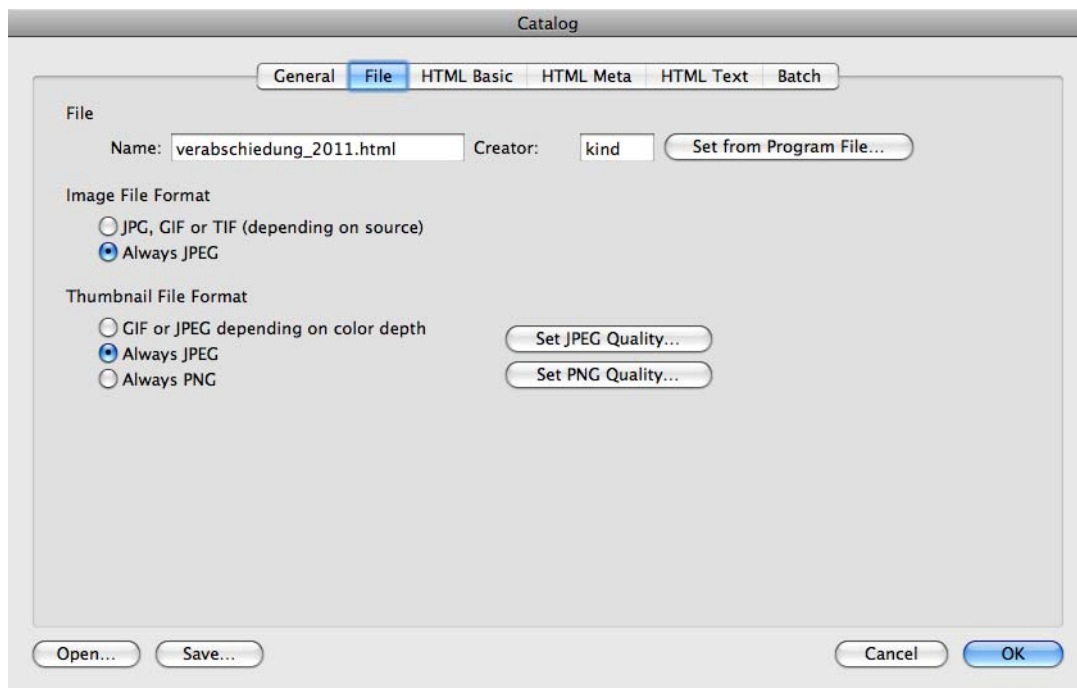 Catalog
General File HTML Basic HTML Meta HTML Text Batch
File
Name: verabschiedung_2011.html Creator: kind Set from Program File...
Image File Format
JPG, GIF or TIF (depending on source)
Always JPEG
Thumbnail File Format
GIF or JPEG depending on color depth
Always JPEG
Always PNG
Set JPEG Quality...
Set PNG Quality...
Open... Save... Cancel OK